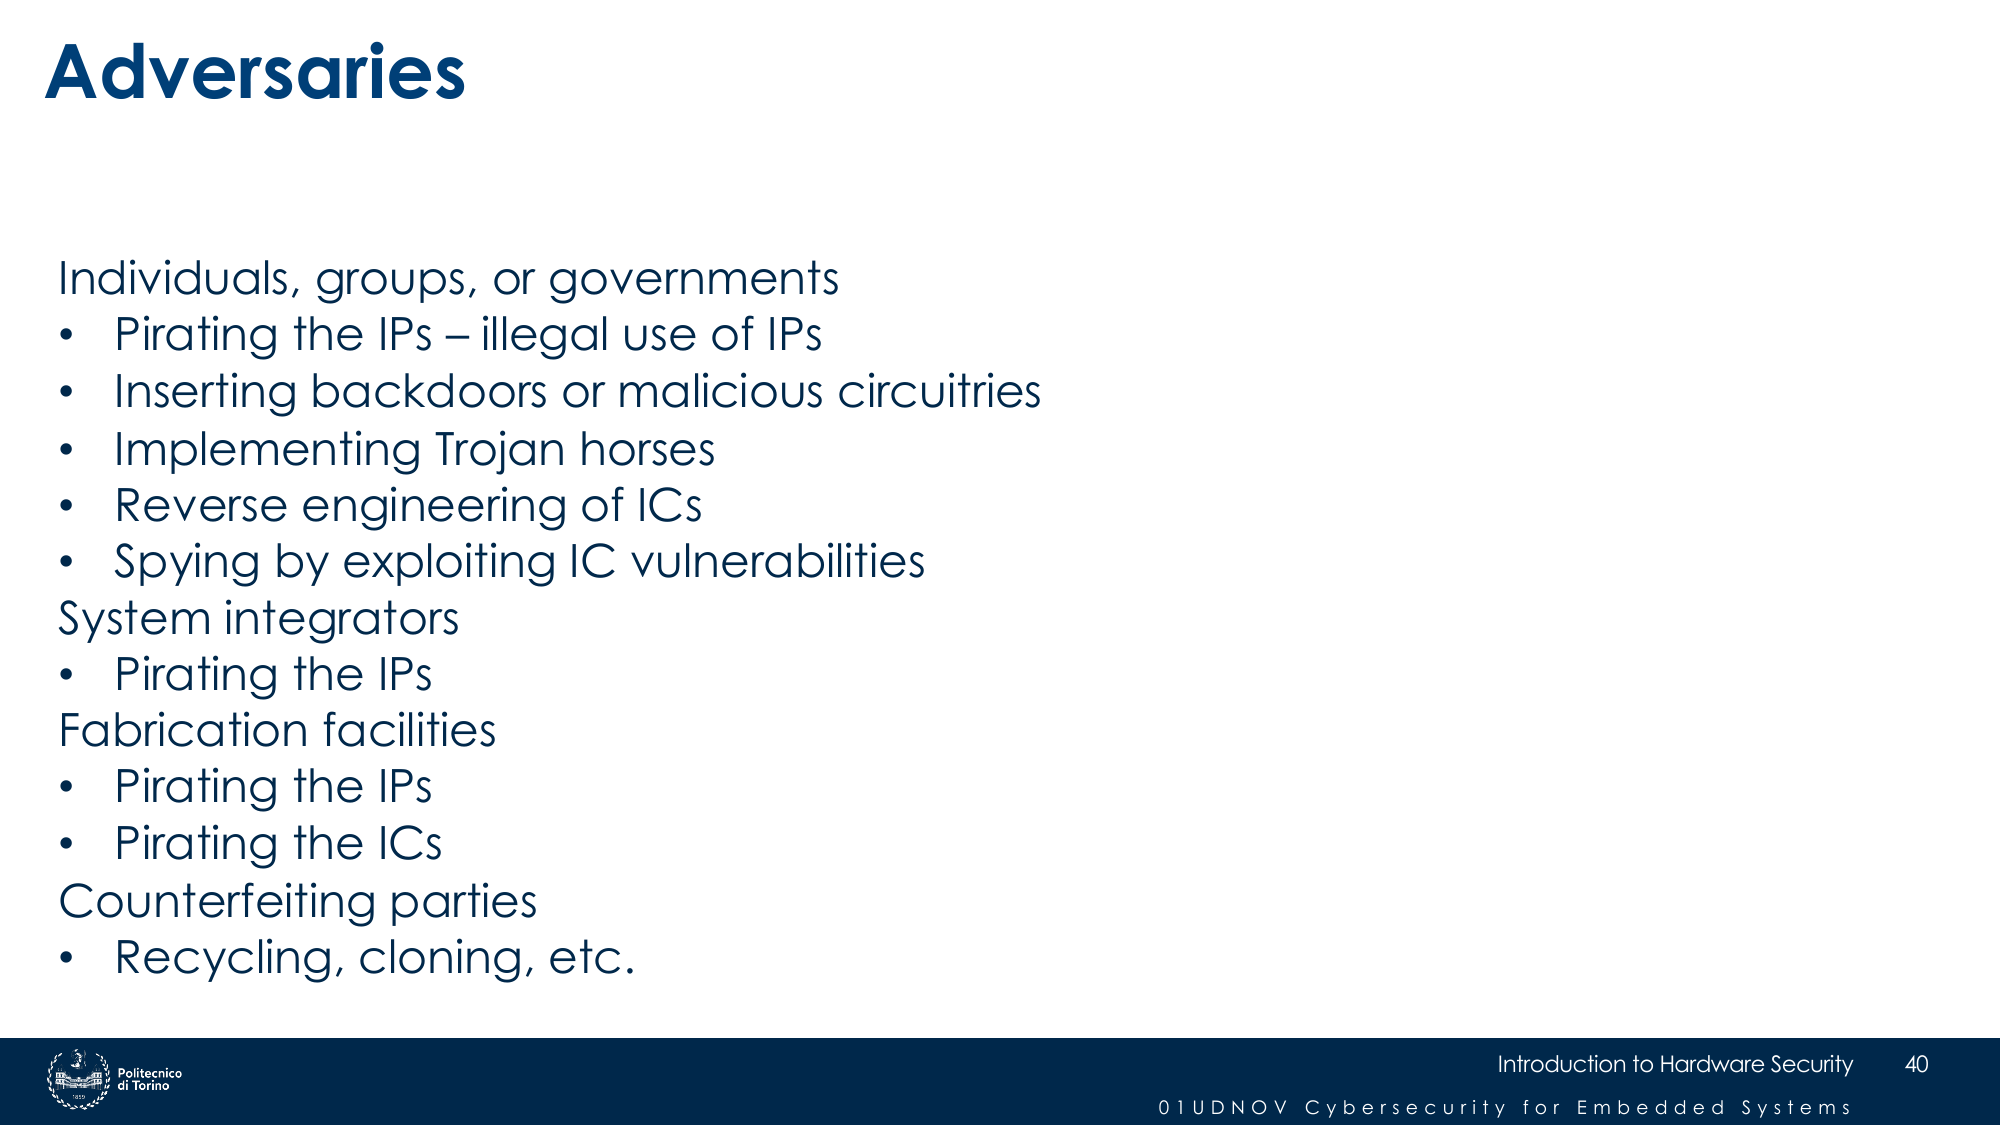 Adversaries
Individuals, groups, or governments
• Pirating the IPs – illegal use of IPs
• Inserting backdoors or malicious circuitries
• Implementing Trojan horses
• Reverse engineering of ICs
• Spying by exploiting IC vulnerabilities
System integrators
• Pirating the IPs
Fabrication facilities
• Pirating the IPs
• Pirating the ICs
Counterfeiting parties
• Recycling, cloning, etc.
1859
Politecnico
di Torino
Introduction to Hardware Security 40
01UDNOV Cybersecurity for Embedded Systems